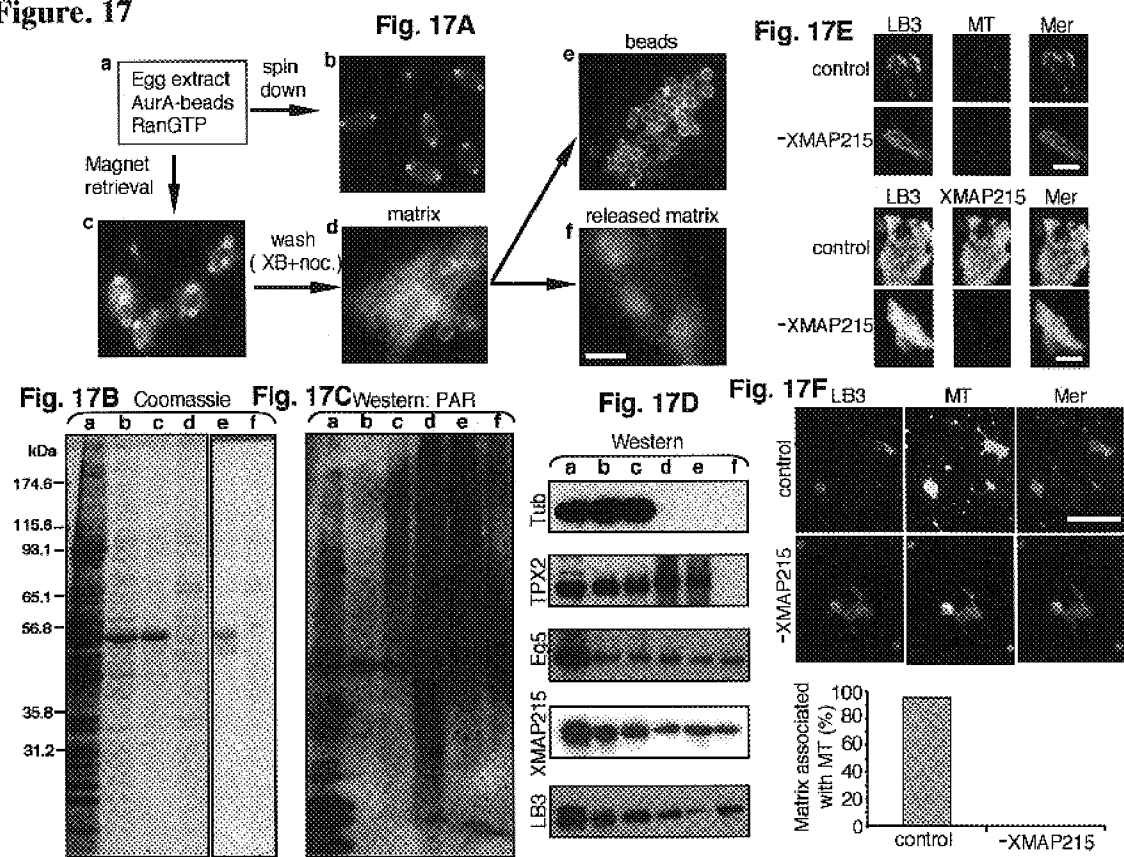 Figure. 17
Fig. 17A
a
Egg extract
AurA-beads
RanGTP
spin
down
b
Magnet
retrieval
c
wash
( XB+noc.)
matrix
d
beads
e
released matrix
f
Fig. 17E
LB3 MT Mer
control
-XMAP215
LB3 XMAP215 Mer
control
-XMAP215
Fig. 17B Coomassie
a b c d e f
kDa
174.6
115.6
93.1
65.1
56.8
35.8
31.2
Fig. 17C Western: PAR
a b c d e f
Fig. 17D
Western
a b c d e f
Tub
TPX2
Eg5
XMAP215
LB3
Fig. 17F
LB3 MT Mer
control
-XMAP215
Matrix associated
with MT (%)
100
80
60
40
20
0
control -XMAP215